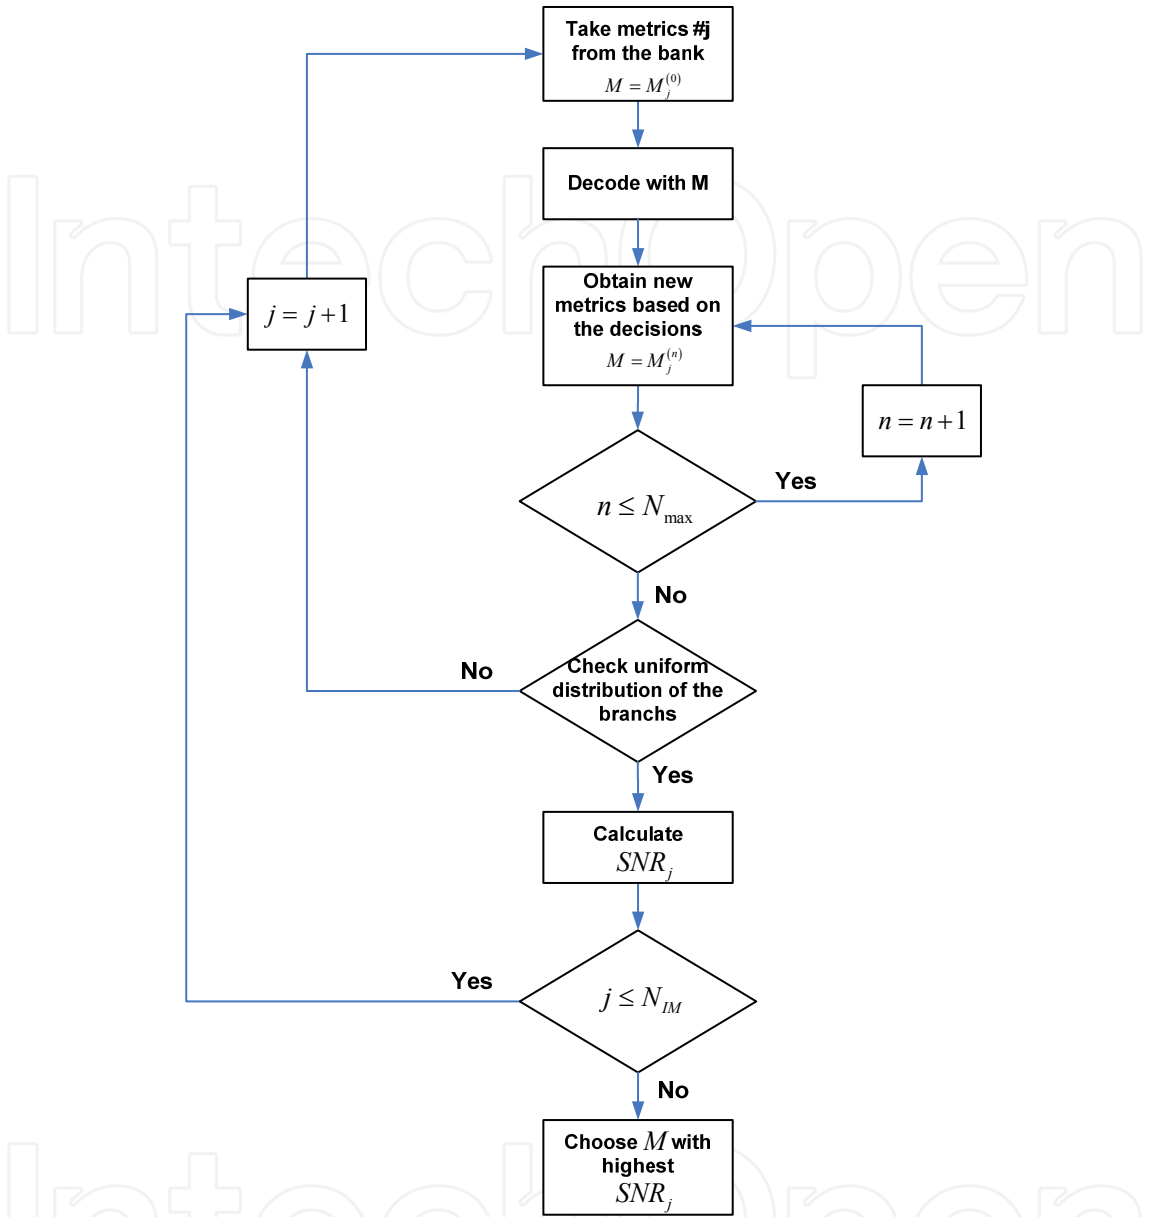 Take metrics #j
from the bank
M = M_j^(0)
Decode with M
Obtain new
metrics based on
the decisions
M = M_j^(n)
j = j+1
n = n+1
n ≤ N_max
Yes
No
Check uniform
distribution of the
branchs
No
Yes
Calculate
SNR_j
j ≤ N_IM
Yes
No
Choose M with
highest
SNR_j
IntechOpen
IntechOpen